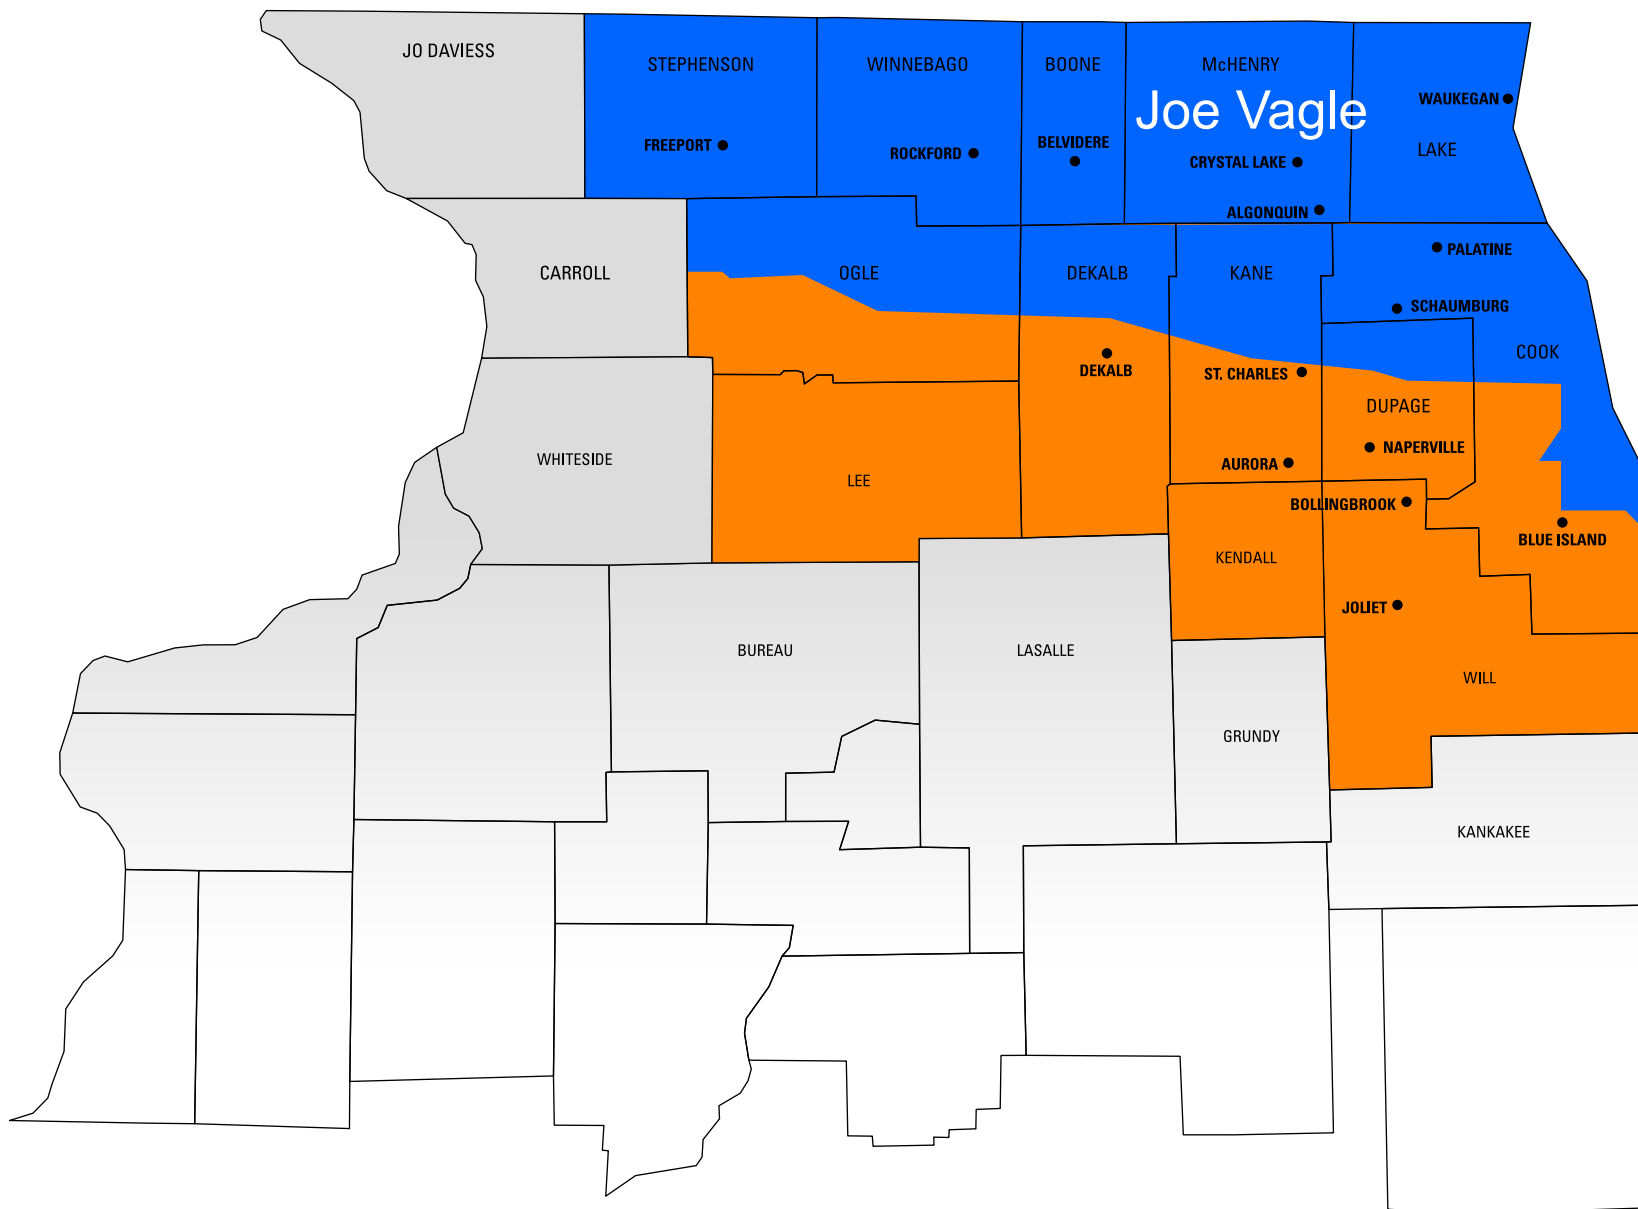 JO DAVIESS
STEPHENSON
WINNEBAGO
BOONE
McHENRY
Joe Vagle
WAUKEGAN
LAKE
FREEPORT
ROCKFORD
BELVIDERE
CRYSTAL LAKE
ALGONQUIN
PALATINE
CARROLL
OGLE
DEKALB
KANE
SCHAUMBURG
COOK
DEKALB
ST. CHARLES
DUPAGE
NAPERVILLE
WHITESIDE
LEE
AURORA
BOLLINGBROOK
BLUE ISLAND
KENDALL
JOLIET
BUREAU
LASALLE
WILL
GRUNDY
KANKAKEE